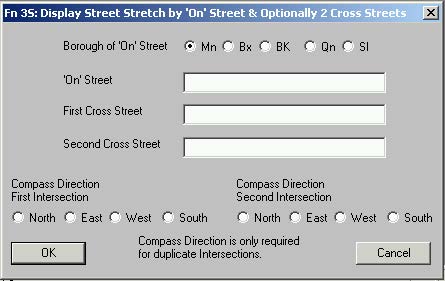 Fn 3S: Display Street Stretch by 'On' Street & Optionally 2 Cross Streets
Borough of 'On' Street Mn Bx BK Qn SI
'On' Street
First Cross Street
Second Cross Street
Compass Direction
First Intersection
North East West South
Compass Direction
Second Intersection
North East West South
OK
Compass Direction is only required
for duplicate Intersections.
Cancel